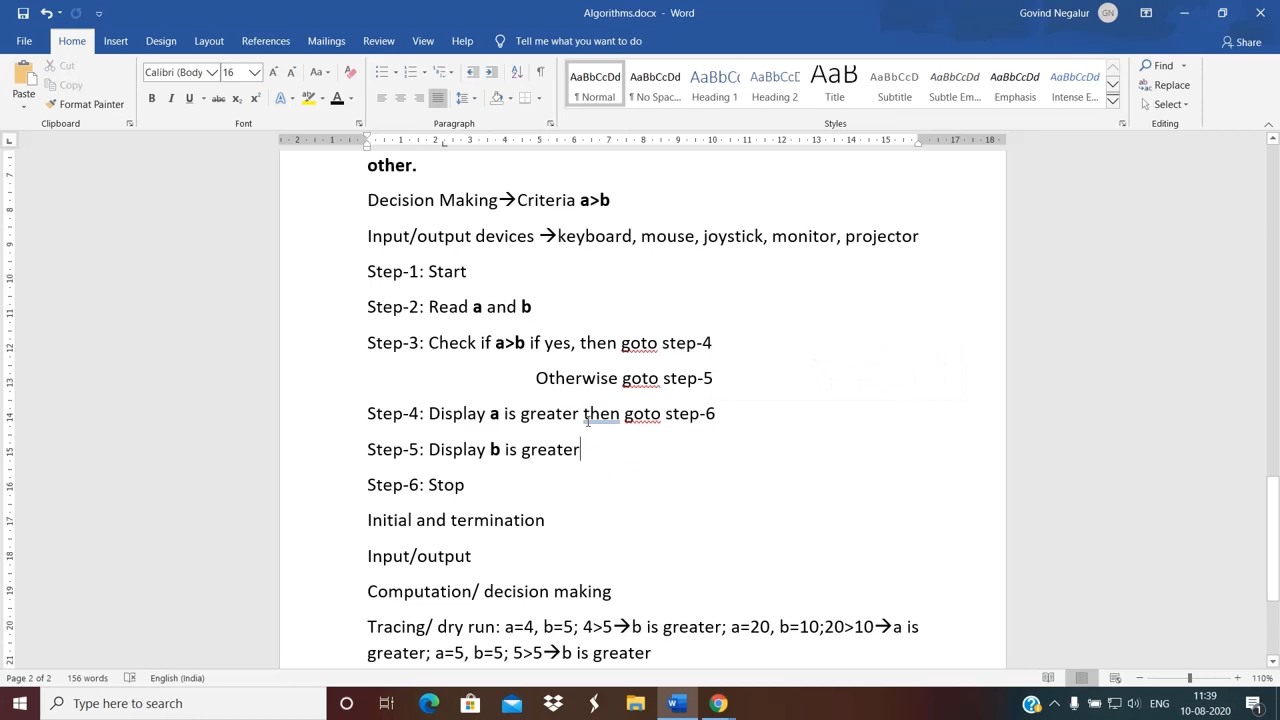 Algorithms.docx - Word
Govind Negalur GN
File Home Insert Design Layout References Mailings Review View Help Tell me what you want to do Share
Paste Cut Copy Format Painter Clipboard
Calibri (Body 16 Font
Paragraph
AaBbCcDd ¶ Normal
AaBbCcDd ¶ No Spac...
AaBbC Heading 1
AaBbCcD Heading 2
AaB Title
AaBbCcD Subtitle
AaBbCcDd Subtle Em...
AaBbCcDd Emphasis
AaBbCcDd Intense E...
Styles
Find Replace Select Editing
other.
Decision Making→Criteria a>b
Input/output devices →keyboard, mouse, joystick, monitor, projector
Step-1: Start
Step-2: Read a and b
Step-3: Check if a>b if yes, then goto step-4
Otherwise goto step-5
Step-4: Display a is greater then goto step-6
Step-5: Display b is greater
Step-6: Stop
Initial and termination
Input/output
Computation/ decision making
Tracing/ dry run: a=4, b=5; 4>5→b is greater; a=20, b=10;20>10→a is
greater; a=5, b=5; 5>5→b is greater
Page 2 of 2 156 words English (India) 110%
Type here to search
11:39
10-08-2020